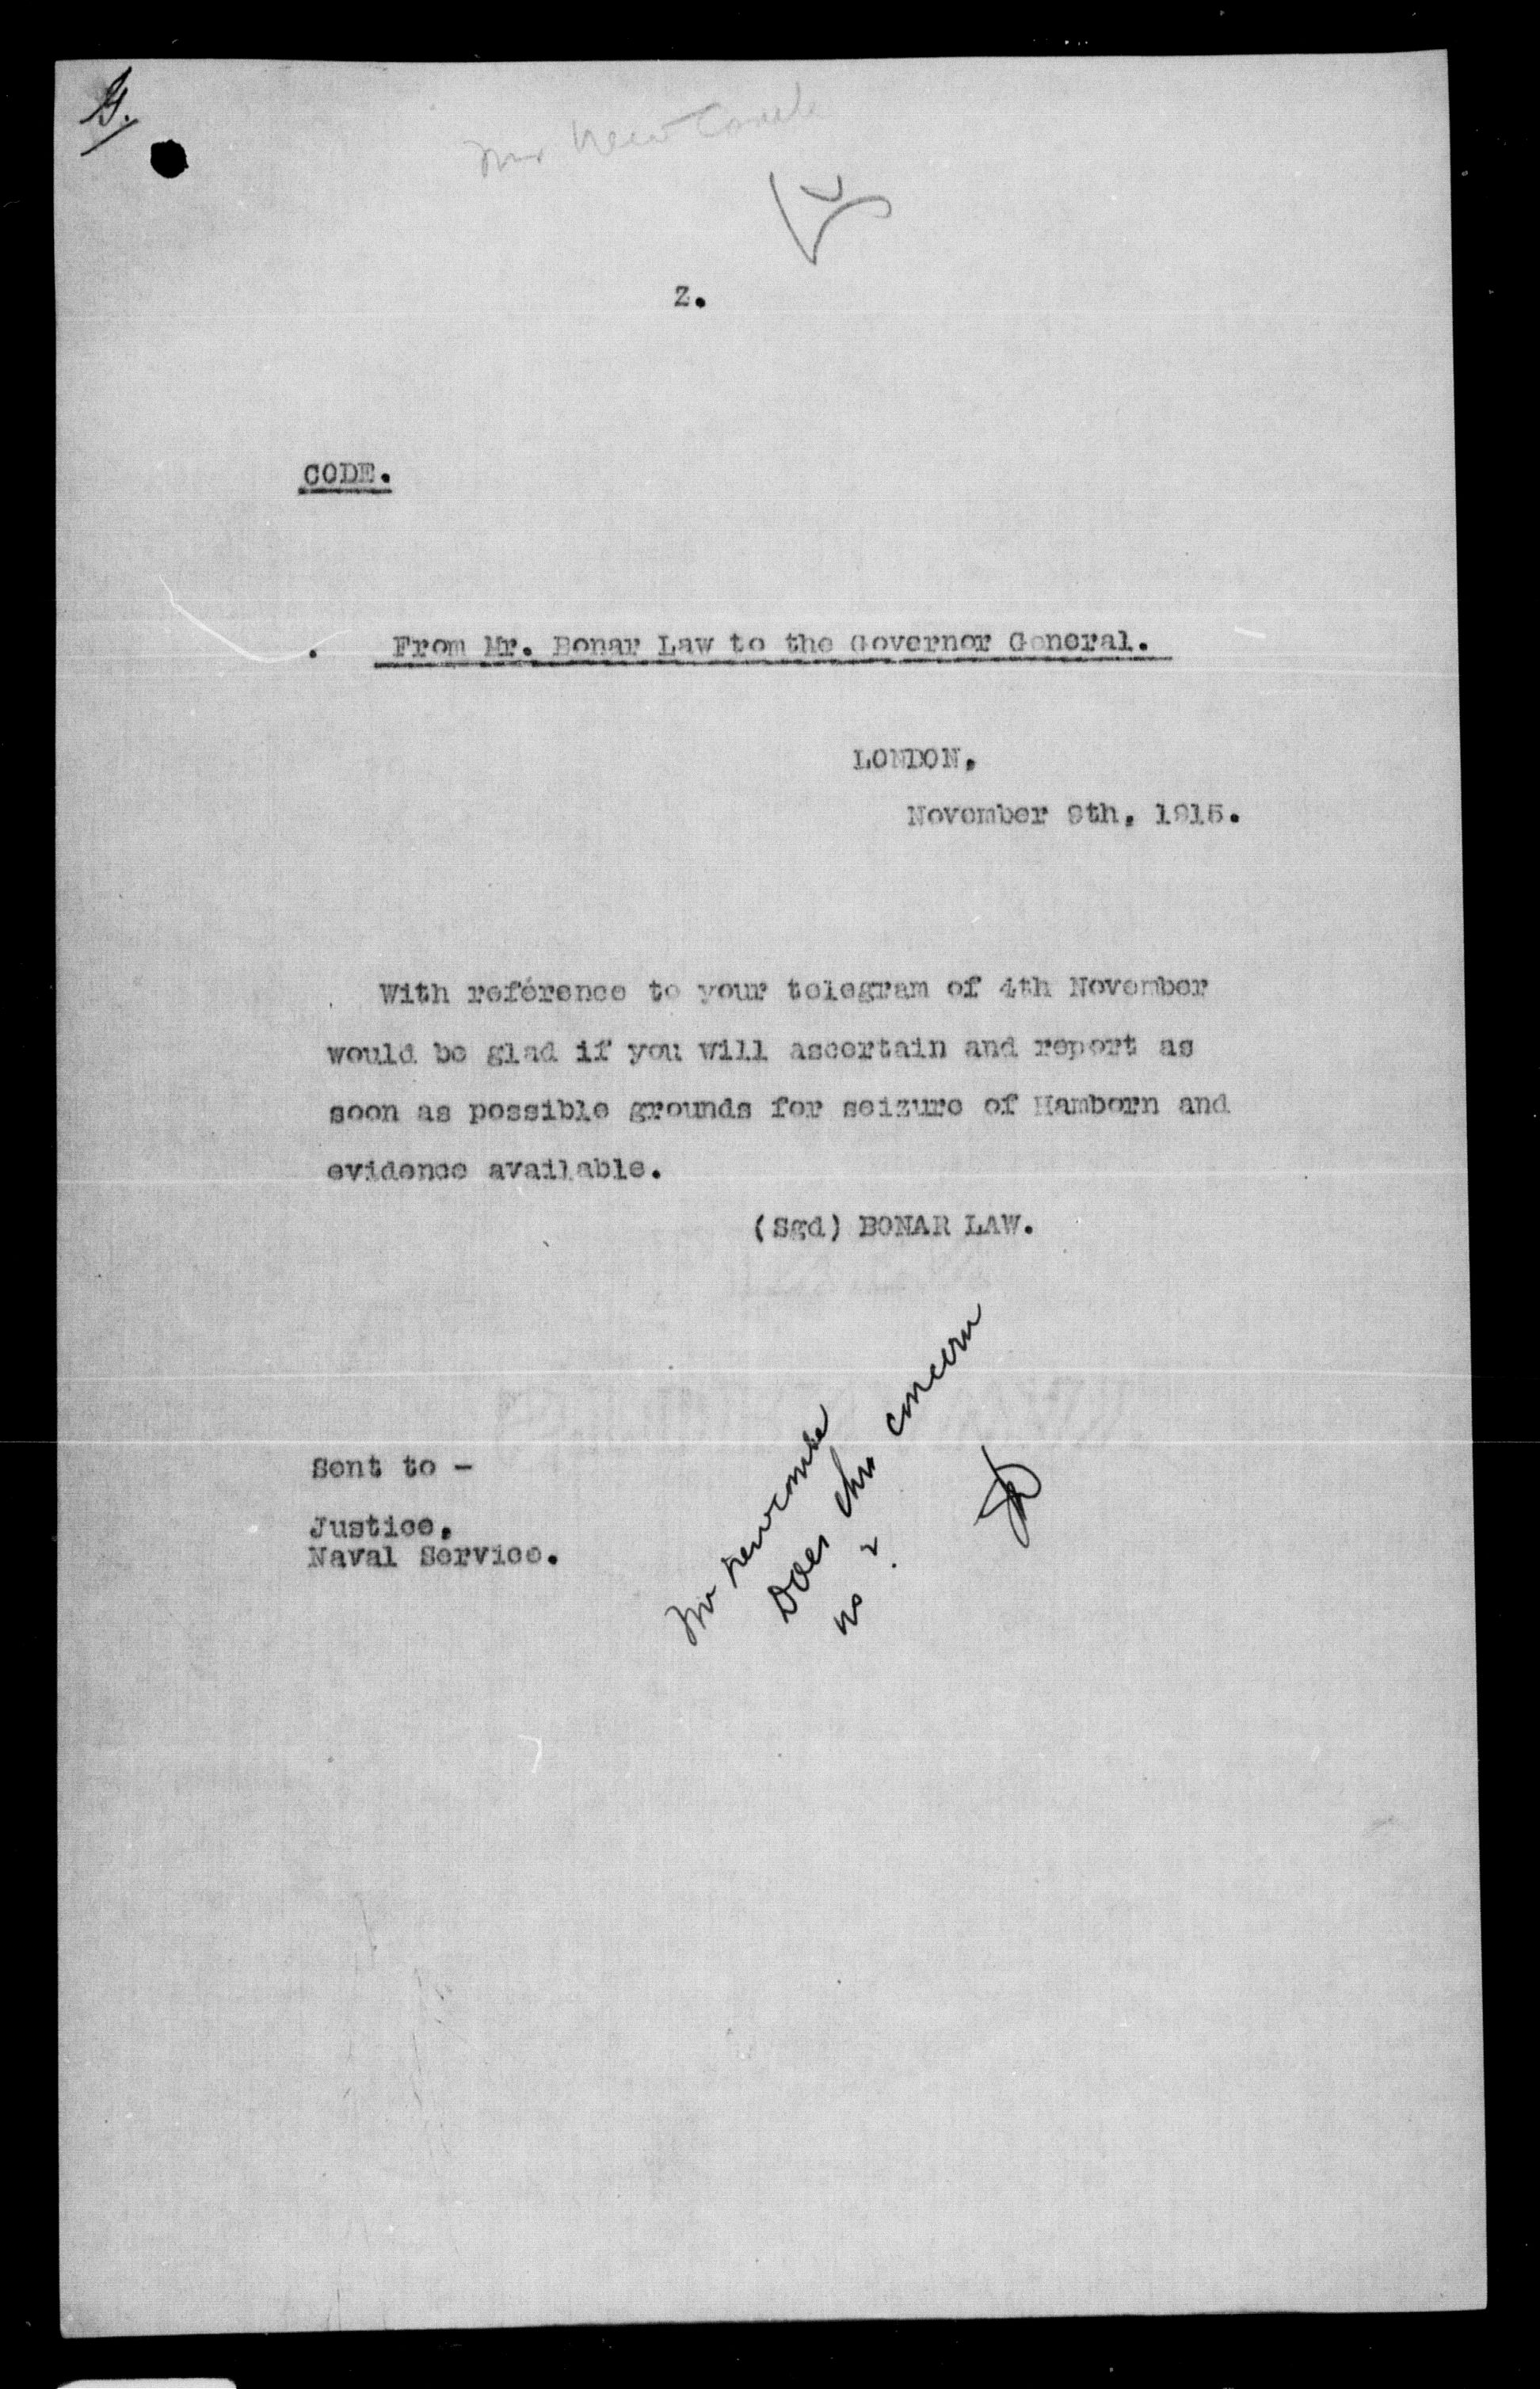 G.
Mr Newcombe
Z.
CODE.
From Mr. Bonar Law to the Governor General.
LONDON,
November 9th, 1915.
With reference to your telegram of 4th November
would be glad if you will ascertain and report as
soon as possible grounds for seizure of Hamborn and
evidence available.
(Sgd) BONAR LAW.
Sent to -
Justice,
Naval Service.
Mr Newcombe
Does this concern
us ?